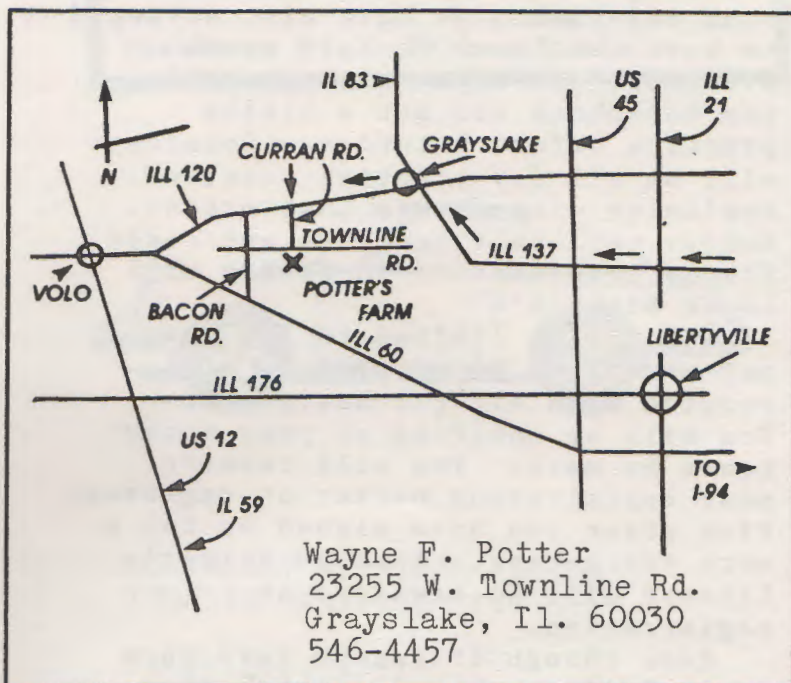 IL 83
US
45
ILL
21
CURRAN RD.
GRAYSLAKE
N
ILL 120
TOWNLINE
RD.
ILL 137
VOLO
BACON
RD.
POTTER'S
FARM
ILL 60
LIBERTYVILLE
ILL 176
US 12
TO
I-94
IL 59
Wayne F. Potter
23255 W. Townline Rd.
Grayslake, Il. 60030
546-4457